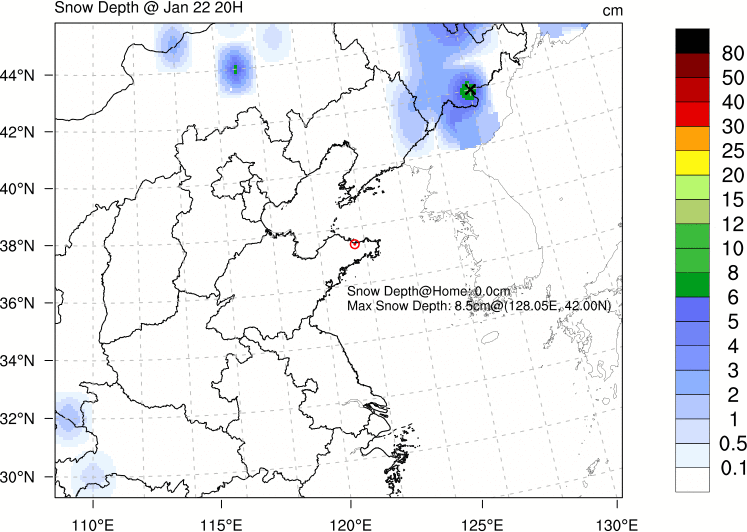 Snow Depth @ Jan 22 20H
cm
80
50
40
30
25
20
15
12
10
8
6
5
4
3
2
1
0.5
0.1
44°N
42°N
40°N
38°N
36°N
34°N
32°N
30°N
Snow Depth@Home: 0.0cm
Max Snow Depth: 8.5cm@(128.05E, 42.00N)
110°E
115°E
120°E
125°E
130°E